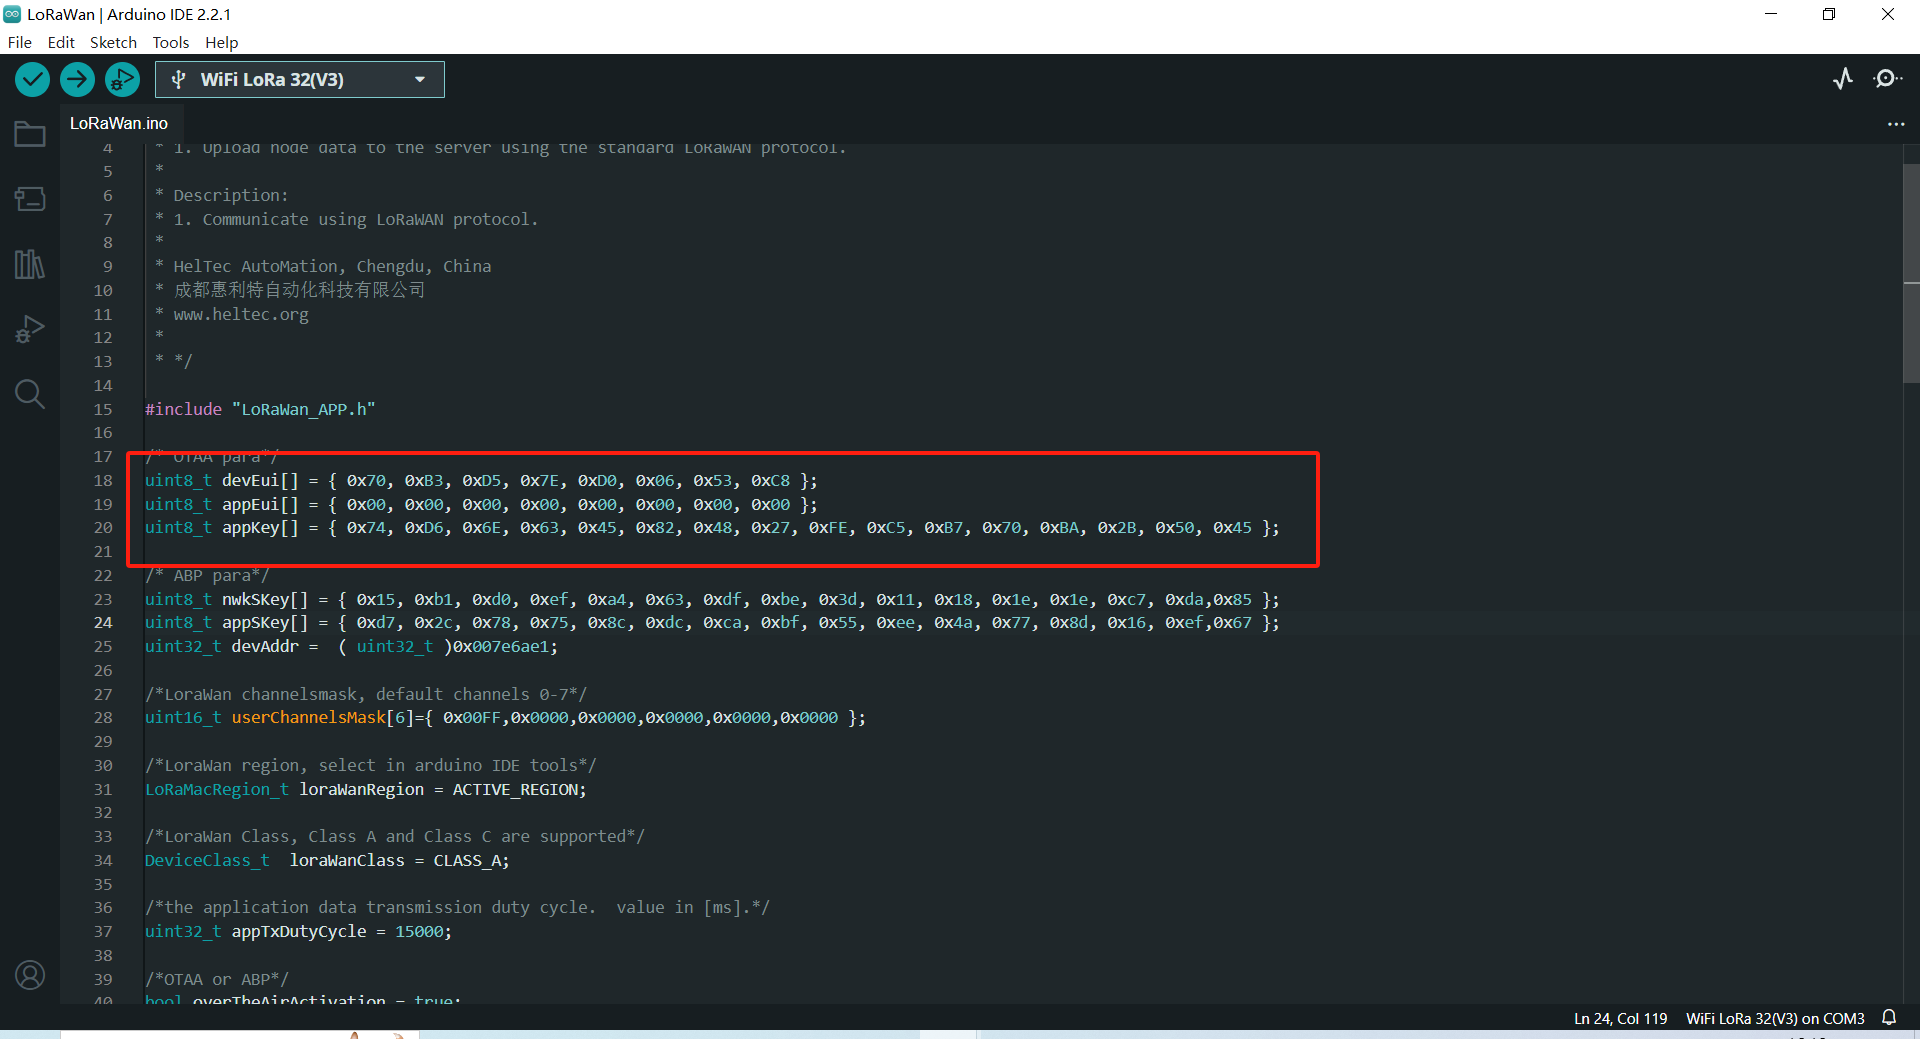 LoRaWan | Arduino IDE 2.2.1
File Edit Sketch Tools Help
WiFi LoRa 32(V3)
LoRaWan.ino
4 * 1. Upload node data to the server using the standard LoRaWAN protocol.
5 *
6 * Description:
7 * 1. Communicate using LoRaWAN protocol.
8 *
9 * HelTec AutoMation, Chengdu, China
10 * 成都惠利特自动化科技有限公司
11 * www.heltec.org
12 *
13 * */
14
15 #include "LoRaWan_APP.h"
16
17 /* OTAA para*/
18 uint8_t devEui[] = { 0x70, 0xB3, 0xD5, 0x7E, 0xD0, 0x06, 0x53, 0xC8 };
19 uint8_t appEui[] = { 0x00, 0x00, 0x00, 0x00, 0x00, 0x00, 0x00, 0x00 };
20 uint8_t appKey[] = { 0x74, 0xD6, 0x6E, 0x63, 0x45, 0x82, 0x48, 0x27, 0xFE, 0xC5, 0xB7, 0x70, 0xBA, 0x2B, 0x50, 0x45 };
21
22 /* ABP para*/
23 uint8_t nwkSKey[] = { 0x15, 0xb1, 0xd0, 0xef, 0xa4, 0x63, 0xdf, 0xbe, 0x3d, 0x11, 0x18, 0x1e, 0x1e, 0xc7, 0xda,0x85 };
24 uint8_t appSKey[] = { 0xd7, 0x2c, 0x78, 0x75, 0x8c, 0xdc, 0xca, 0xbf, 0x55, 0xee, 0x4a, 0x77, 0x8d, 0x16, 0xef,0x67 };
25 uint32_t devAddr =  ( uint32_t )0x007e6ae1;
26
27 /*LoraWan channelsmask, default channels 0-7*/
28 uint16_t userChannelsMask[6]={ 0x00FF,0x0000,0x0000,0x0000,0x0000,0x0000 };
29
30 /*LoraWan region, select in arduino IDE tools*/
31 LoRaMacRegion_t loraWanRegion = ACTIVE_REGION;
32
33 /*LoraWan Class, Class A and Class C are supported*/
34 DeviceClass_t  loraWanClass = CLASS_A;
35
36 /*the application data transmission duty cycle.  value in [ms].*/
37 uint32_t appTxDutyCycle = 15000;
38
39 /*OTAA or ABP*/
40 bool overTheAirActivation = true;
Ln 24, Col 119 WiFi LoRa 32(V3) on COM3